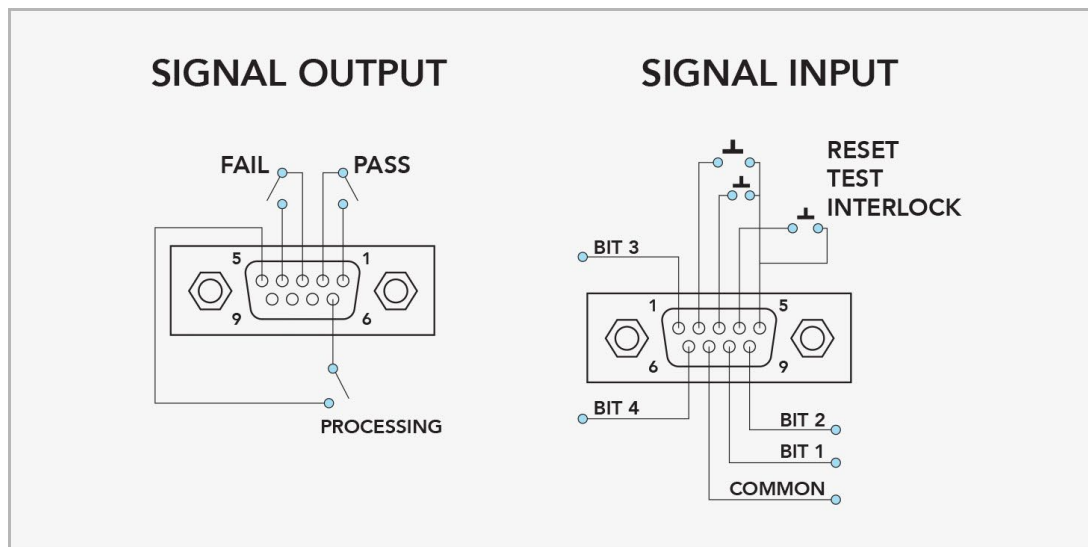 SIGNAL OUTPUT
FAIL
PASS
5
1
9
6
PROCESSING
SIGNAL INPUT
RESET
TEST
INTERLOCK
BIT 3
1
5
6
9
BIT 4
BIT 2
BIT 1
COMMON